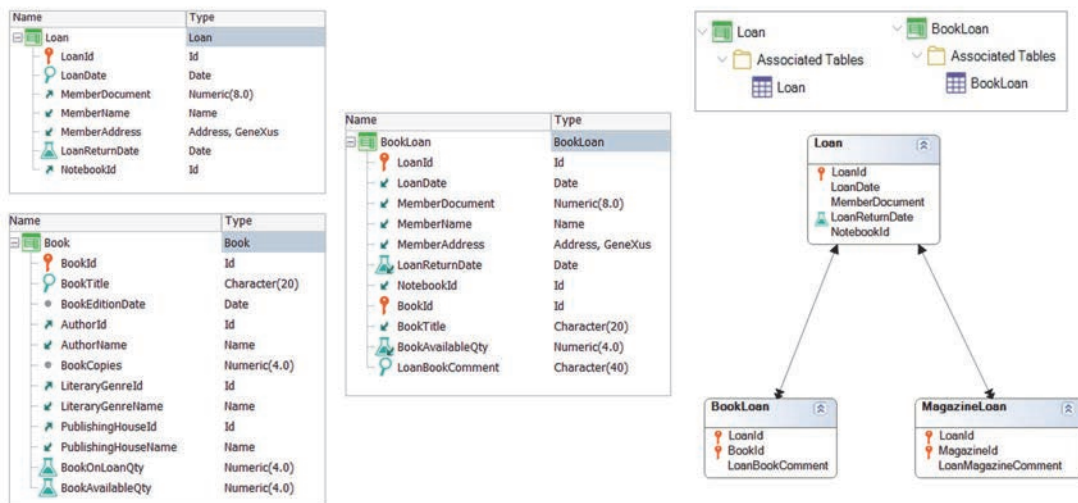 Name Type
Loan Loan
LoanId Id
LoanDate Date
MemberDocument Numeric(8.0)
MemberName Name
MemberAddress Address, GeneXus
LoanReturnDate Date
NotebookId Id
Name Type
Book Book
BookId Id
BookTitle Character(20)
BookEditionDate Date
AuthorId Id
AuthorName Name
BookCopies Numeric(4.0)
LiteraryGenreId Id
LiteraryGenreName Name
PublishingHouseId Id
PublishingHouseName Name
BookOnLoanQty Numeric(4.0)
BookAvailableQty Numeric(4.0)
Name Type
BookLoan BookLoan
LoanId Id
LoanDate Date
MemberDocument Numeric(8.0)
MemberName Name
MemberAddress Address, GeneXus
LoanReturnDate Date
NotebookId Id
BookId Id
BookTitle Character(20)
BookAvailableQty Numeric(4.0)
LoanBookComment Character(40)
Loan
Associated Tables
Loan
BookLoan
Associated Tables
BookLoan
Loan
LoanId
LoanDate
MemberDocument
LoanReturnDate
NotebookId
BookLoan
LoanId
BookId
LoanBookComment
MagazineLoan
LoanId
MagazineId
LoanMagazineComment